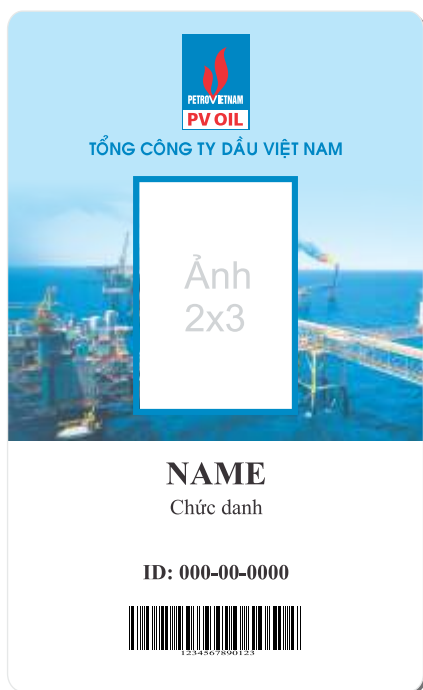 PETROVIETNAM
PV OIL
TỔNG CÔNG TY DẦU VIỆT NAM
Ảnh
2x3
NAME
Chức danh
ID: 000-00-0000
1234567890123